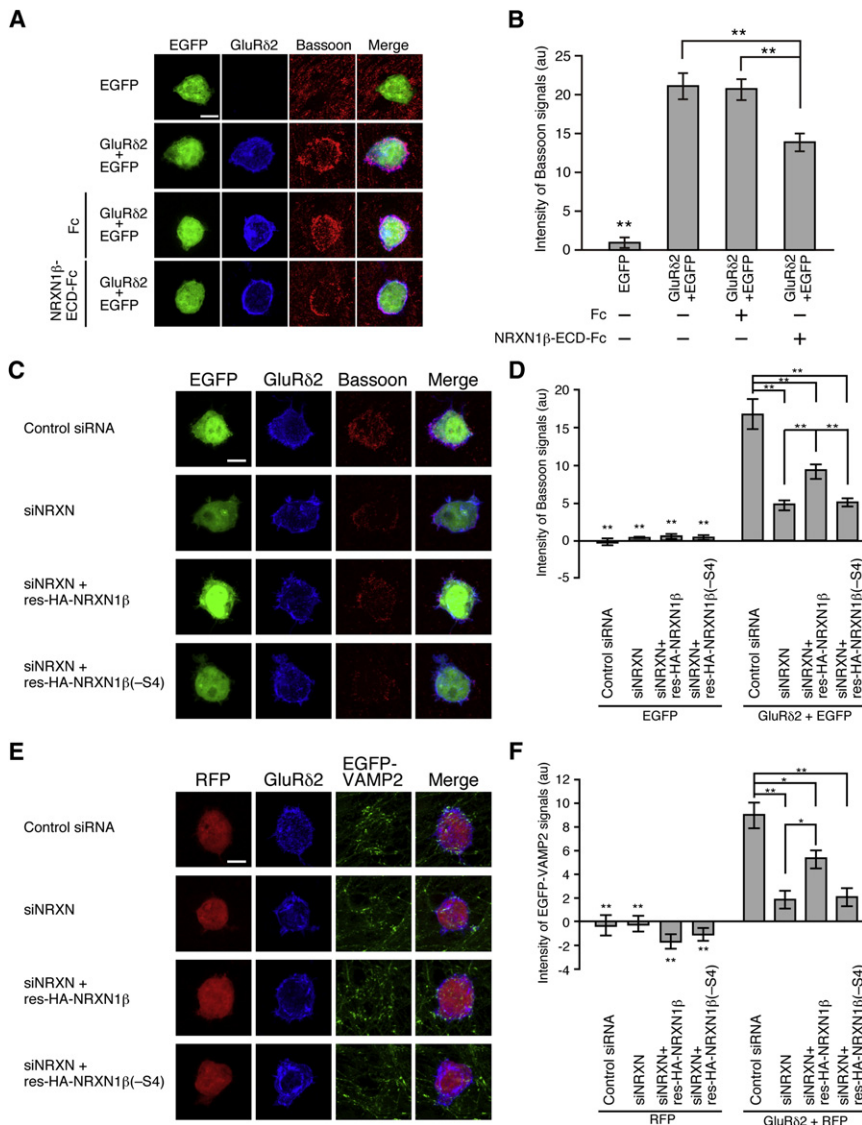 A
EGFP GluRδ2 Bassoon Merge
EGFP
GluRδ2
+
EGFP
Fc
GluRδ2
+
EGFP
NRXN1β-
ECD-Fc
GluRδ2
+
EGFP
B
Intensity of Bassoon signals (au)
25
20
15
10
5
0
**
**
**
EGFP
GluRδ2
+EGFP
GluRδ2
+EGFP
GluRδ2
+EGFP
Fc − − + −
NRXN1β-ECD-Fc − − − +
C
EGFP GluRδ2 Bassoon Merge
Control siRNA
siNRXN
siNRXN +
res-HA-NRXN1β
siNRXN +
res-HA-NRXN1β(−S4)
D
Intensity of Bassoon signals (au)
20
15
10
5
0
-5
** ** ** **
**
**
**
** **
Control siRNA
siNRXN
siNRXN+
res-HA-NRXN1β
siNRXN+
res-HA-NRXN1β(−S4)
Control siRNA
siNRXN
siNRXN+
res-HA-NRXN1β
siNRXN+
res-HA-NRXN1β(−S4)
EGFP GluRδ2 + EGFP
E
RFP GluRδ2 EGFP-
VAMP2 Merge
Control siRNA
siNRXN
siNRXN +
res-HA-NRXN1β
siNRXN +
res-HA-NRXN1β(−S4)
F
Intensity of EGFP-VAMP2 signals (au)
12
10
8
6
4
2
0
-2
-4
** **
** **
**
*
**
*
Control siRNA
siNRXN
siNRXN+
res-HA-NRXN1β
siNRXN+
res-HA-NRXN1β(−S4)
Control siRNA
siNRXN
siNRXN+
res-HA-NRXN1β
siNRXN+
res-HA-NRXN1β(−S4)
RFP GluRδ2 + RFP